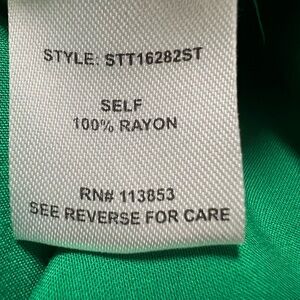 STYLE: STT16282ST
SELF
100% RAYON
RN# 113853
SEE REVERSE FOR CARE